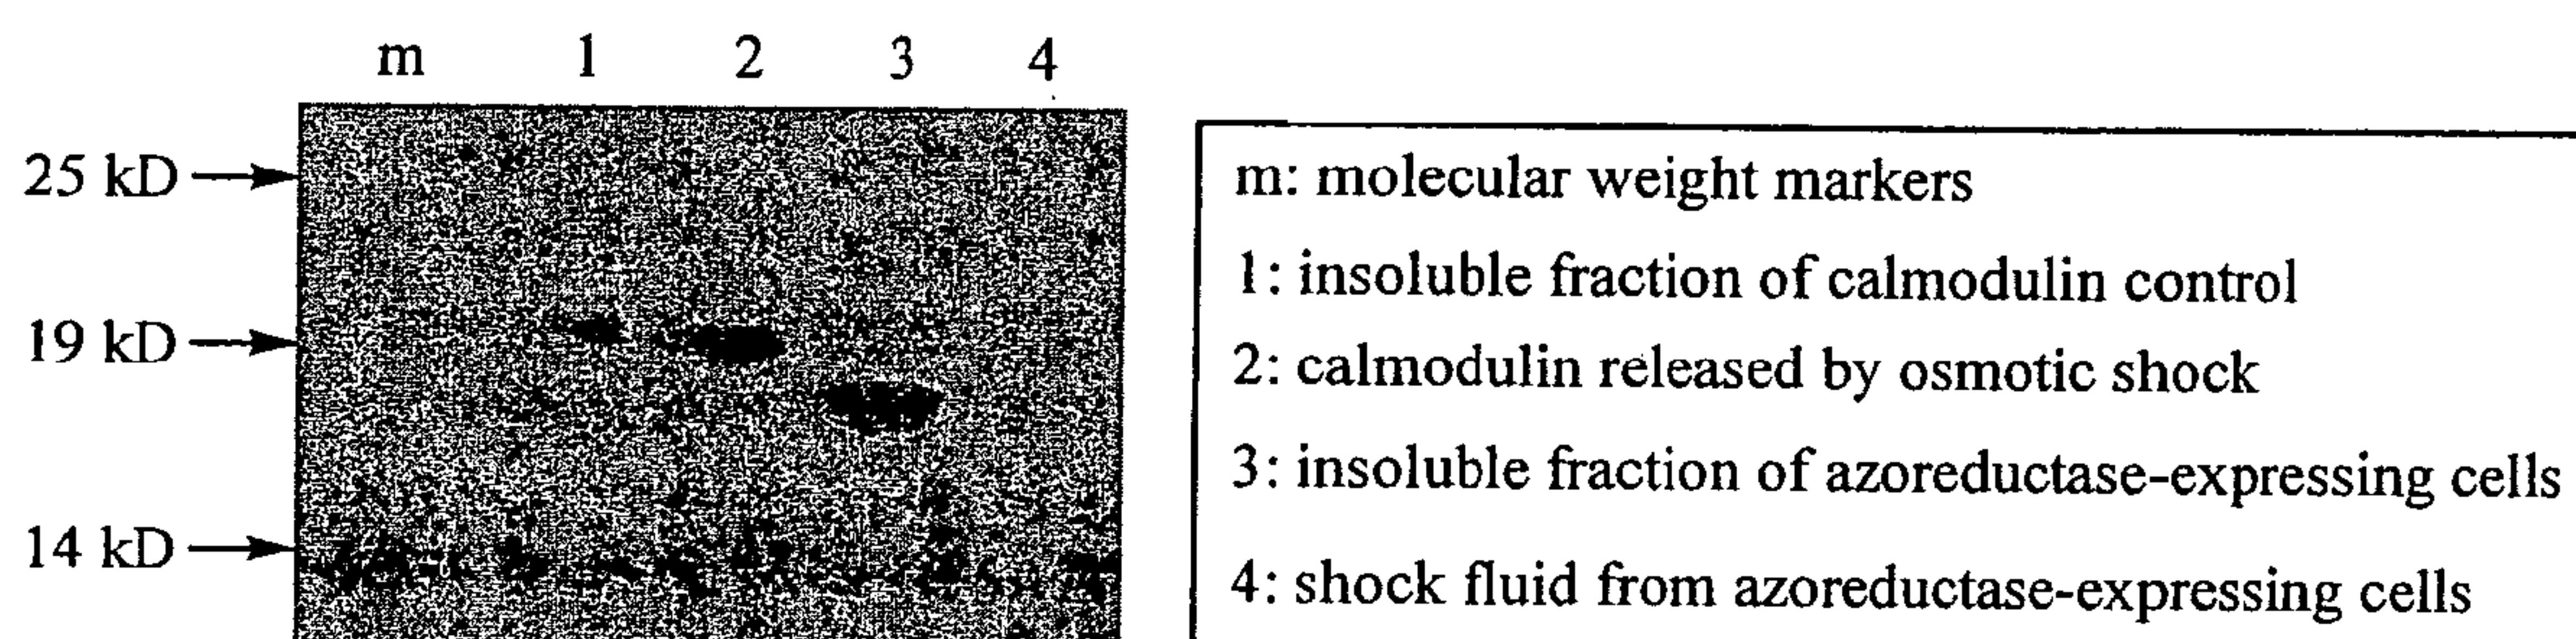 m 1 2 3 4
25 kD
19 kD
14 kD
m: molecular weight markers
1: insoluble fraction of calmodulin control
2: calmodulin released by osmotic shock
3: insoluble fraction of azoreductase-expressing cells
4: shock fluid from azoreductase-expressing cells